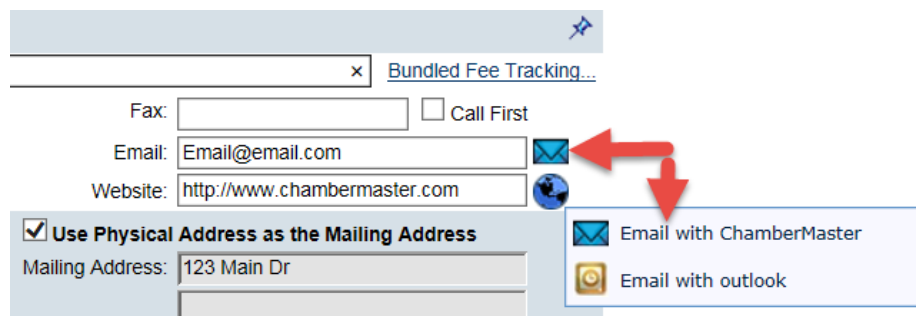 × Bundled Fee Tracking...
Fax: Call First
Email: Email@email.com
Website: http://www.chambermaster.com
Use Physical Address as the Mailing Address
Mailing Address: 123 Main Dr
Email with ChamberMaster
Email with outlook